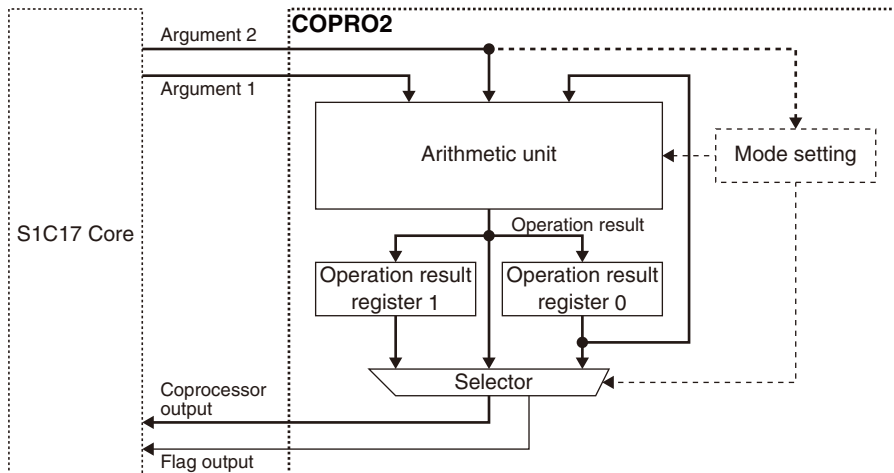 COPRO2
Argument 2
Argument 1
Arithmetic unit
Mode setting
S1C17 Core
Operation result
Operation result
register 1
Operation result
register 0
Selector
Coprocessor
output
Flag output